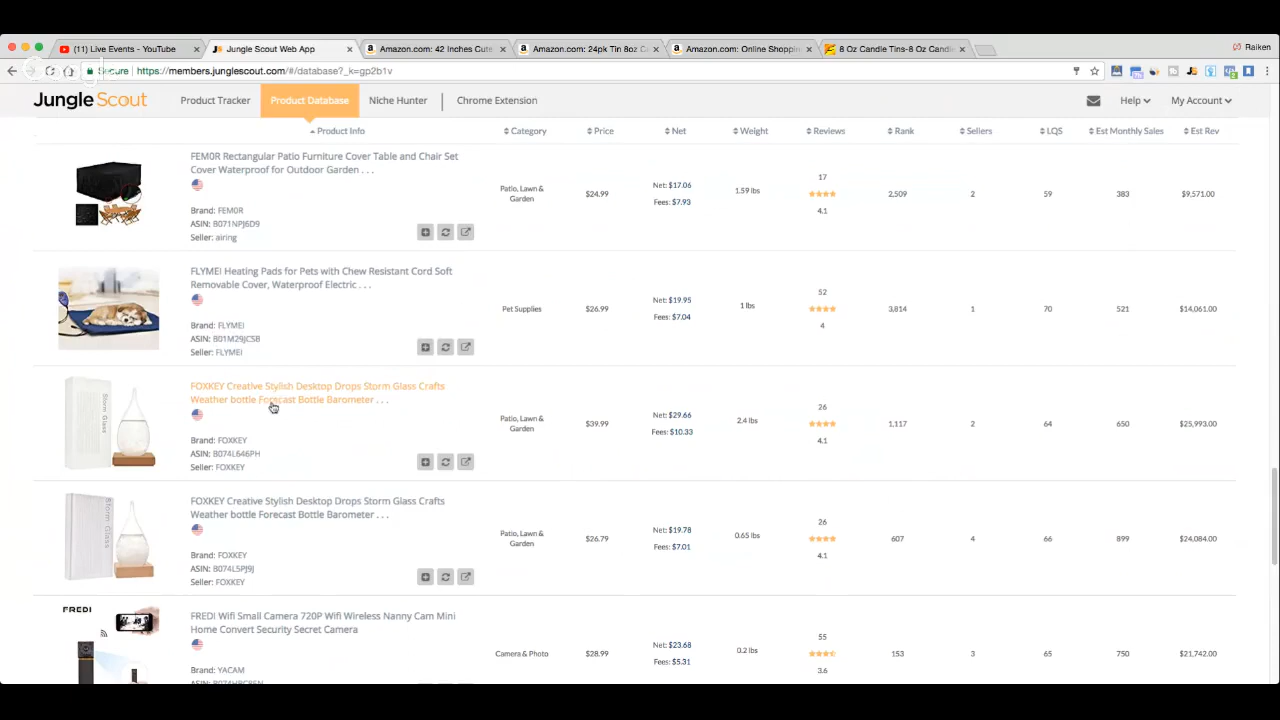 (11) Live Events - YouTube
Jungle Scout Web App
Amazon.com: 42 Inches Cute
Amazon.com: 24pk Tin 8oz C
Amazon.com: Online Shoppin
8 Oz Candle Tins-8 Oz Candl
Raiken
Secure https://members.junglescout.com/#/database?_k=gp2b1v
Jungle Scout
Product Tracker
Product Database
Niche Hunter
Chrome Extension
Help
My Account
Product Info
Category
Price
Net
Weight
Reviews
Rank
Sellers
LQS
Est Monthly Sales
Est Rev
FEM0R Rectangular Patio Furniture Cover Table and Chair Set
Cover Waterproof for Outdoor Garden . . .
Brand: FEM0R
ASIN: B071NPJ6D9
Seller: airing
Patio, Lawn &
Garden
$24.99
Net: $17.06
Fees: $7.93
1.59 lbs
17
4.1
2,509
2
59
383
$9,571.00
FLYMEI Heating Pads for Pets with Chew Resistant Cord Soft
Removable Cover, Waterproof Electric . . .
Brand: FLYMEI
ASIN: B01M29JCSB
Seller: FLYMEI
Pet Supplies
$26.99
Net: $19.95
Fees: $7.04
1 lbs
52
4
3,814
1
70
521
$14,061.00
Storm Glass
FOXKEY Creative Stylish Desktop Drops Storm Glass Crafts
Weather bottle Forecast Bottle Barometer . . .
Brand: FOXKEY
ASIN: B074L646PH
Seller: FOXKEY
Patio, Lawn &
Garden
$39.99
Net: $29.66
Fees: $10.33
2.4 lbs
26
4.1
1,117
2
64
650
$25,993.00
Storm Glass
FOXKEY Creative Stylish Desktop Drops Storm Glass Crafts
Weather bottle Forecast Bottle Barometer . . .
Brand: FOXKEY
ASIN: B074L5PJ9J
Seller: FOXKEY
Patio, Lawn &
Garden
$26.79
Net: $19.78
Fees: $7.01
0.65 lbs
26
4.1
607
4
66
899
$24,084.00
FREDI
FREDI Wifi Small Camera 720P Wifi Wireless Nanny Cam Mini
Home Convert Security Secret Camera
Brand: YACAM
Camera & Photo
$28.99
Net: $23.68
Fees: $5.31
0.2 lbs
55
3.6
153
3
65
750
$21,742.00